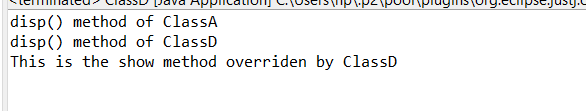 <terminated> ClassD [Java Application] C:\Users\hp\.p2\pool\plugins\org.eclipse.justj.o
disp() method of ClassA
disp() method of ClassD
This is the show method overriden by ClassD